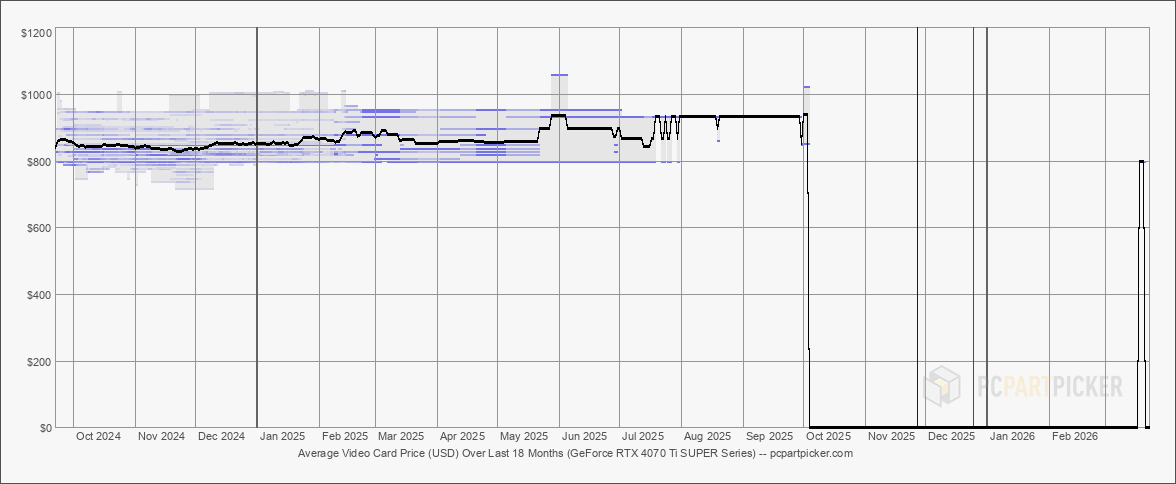 $1200
$1000
$800
$600
$400
$200
$0
Oct 2024 Nov 2024 Dec 2024 Jan 2025 Feb 2025 Mar 2025 Apr 2025 May 2025 Jun 2025 Jul 2025 Aug 2025 Sep 2025 Oct 2025 Nov 2025 Dec 2025 Jan 2026 Feb 2026
Average Video Card Price (USD) Over Last 18 Months (GeForce RTX 4070 Ti SUPER Series) -- pcpartpicker.com
PCPARTPICKER